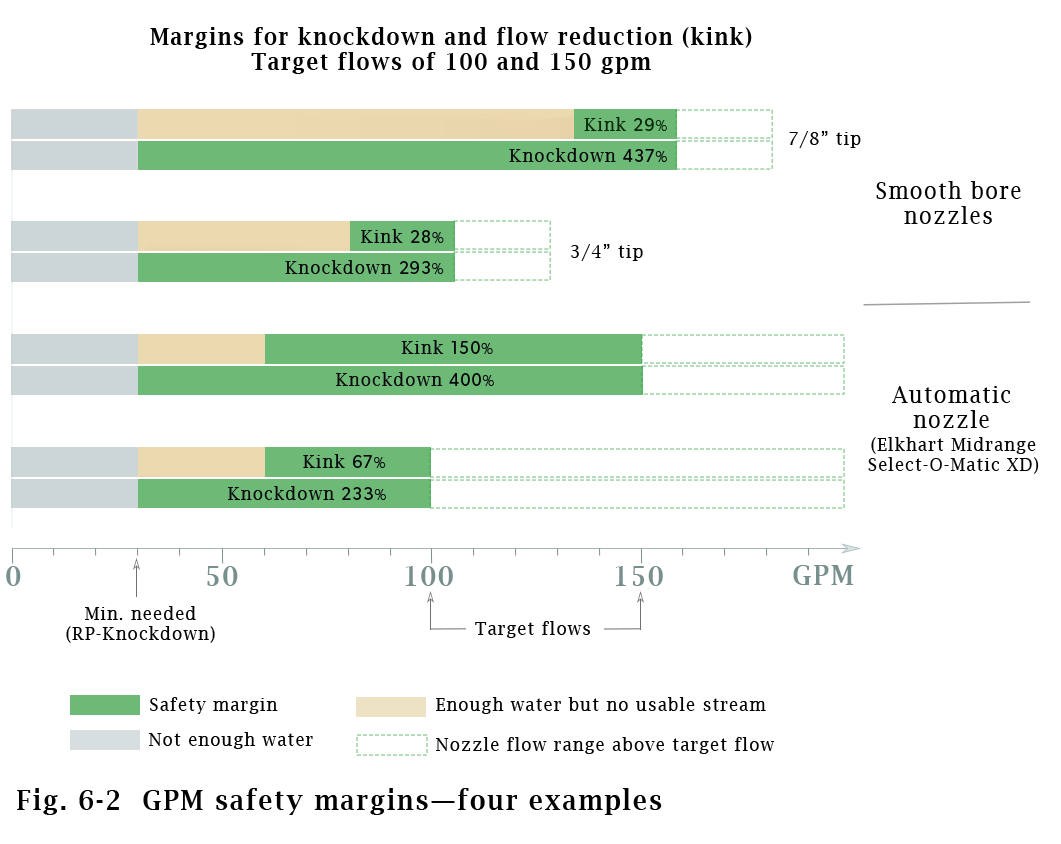 Margins for knockdown and flow reduction (kink)
Target flows of 100 and 150 gpm
Kink 29%
Knockdown 437%
7/8” tip
Smooth bore
nozzles
Kink 28%
Knockdown 293%
3/4” tip
Kink 150%
Knockdown 400%
Automatic
nozzle
(Elkhart Midrange
Select-O-Matic XD)
Kink 67%
Knockdown 233%
0 50 100 150 GPM
Min. needed
(RP-Knockdown)
Target flows
Safety margin
Enough water but no usable stream
Not enough water
Nozzle flow range above target flow
Fig. 6-2 GPM safety margins—four examples